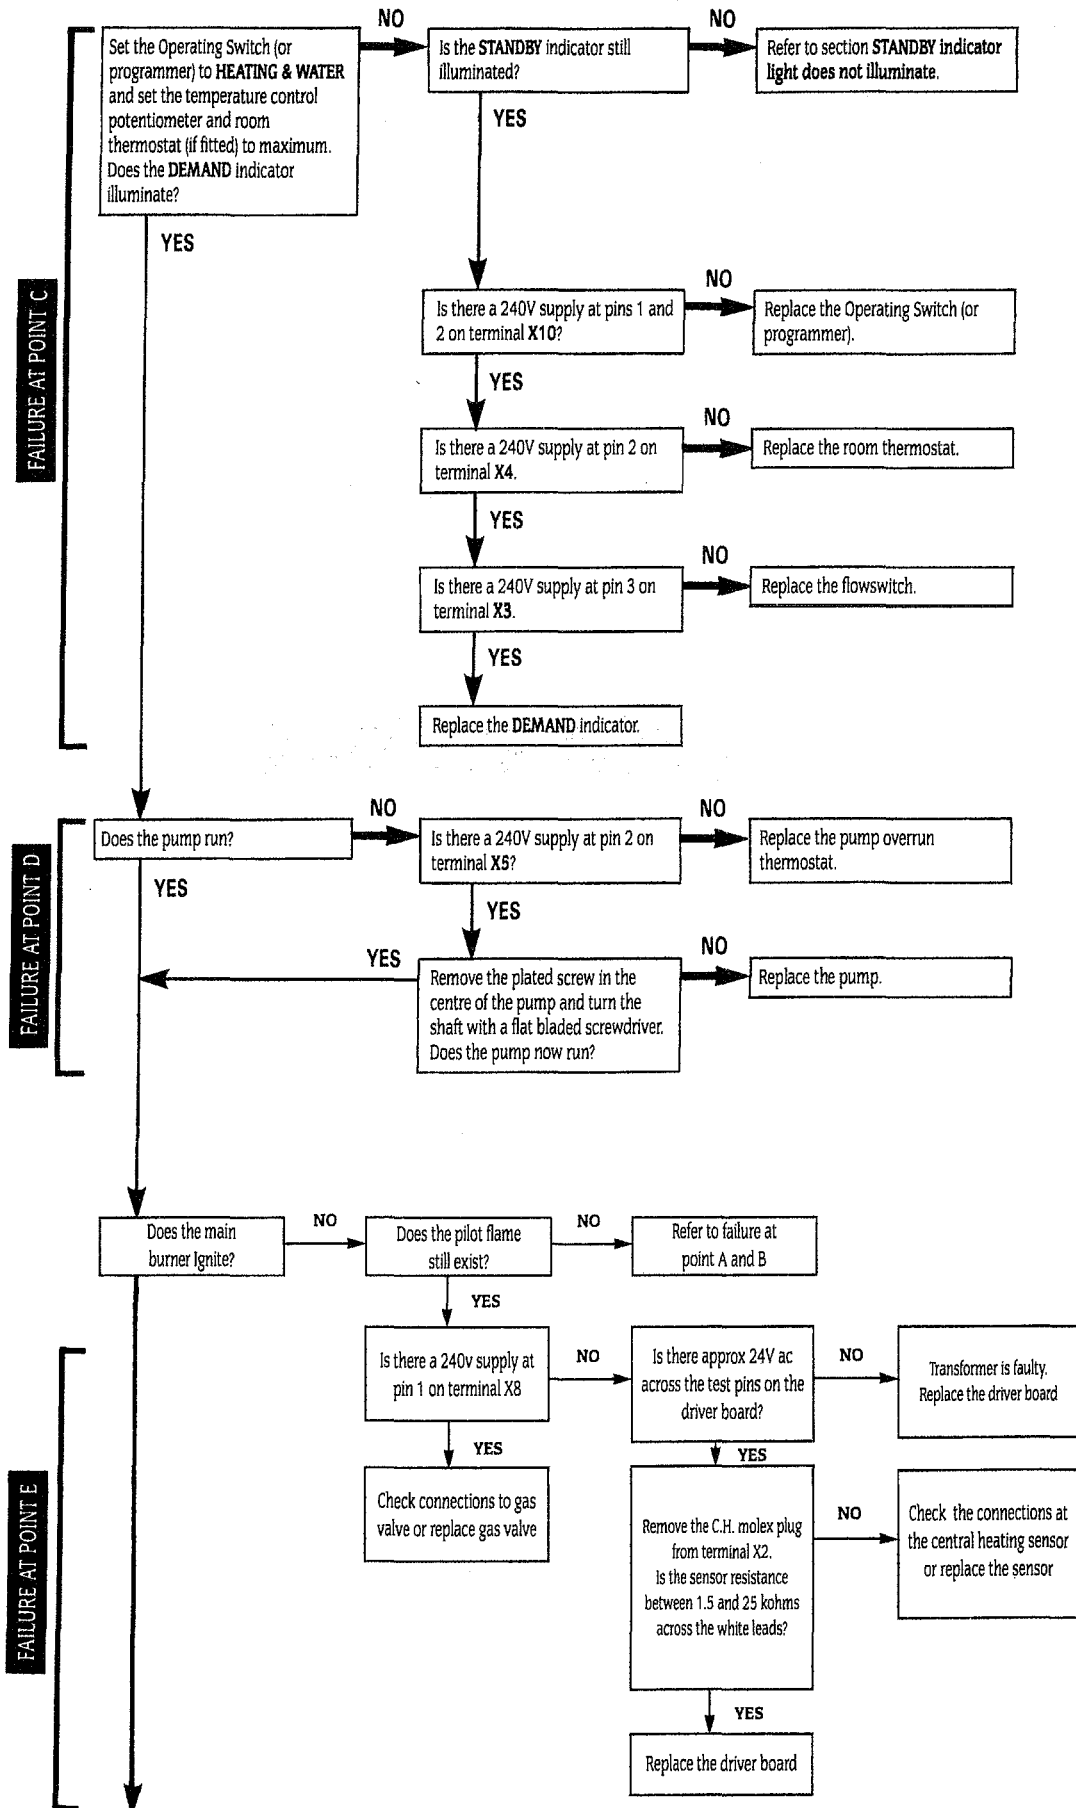 FAILURE AT POINT C
Set the Operating Switch (or
programmer) to HEATING & WATER
and set the temperature control
potentiometer and room
thermostat (if fitted) to maximum.
Does the DEMAND indicator
illuminate?
NO
Is the STANDBY indicator still
illuminated?
NO
Refer to section STANDBY indicator
light does not illuminate.
YES
YES
Is there a 240V supply at pins 1 and
2 on terminal X10?
NO
Replace the Operating Switch (or
programmer).
YES
Is there a 240V supply at pin 2 on
terminal X4.
NO
Replace the room thermostat.
YES
Is there a 240V supply at pin 3 on
terminal X3.
NO
Replace the flowswitch.
YES
Replace the DEMAND indicator.
FAILURE AT POINT D
Does the pump run?
NO
Is there a 240V supply at pin 2 on
terminal X5?
NO
Replace the pump overrun
thermostat.
YES
YES
YES
Remove the plated screw in the
centre of the pump and turn the
shaft with a flat bladed screwdriver.
Does the pump now run?
NO
Replace the pump.
Does the main
burner Ignite?
NO
Does the pilot flame
still exist?
NO
Refer to failure at
point A and B
YES
FAILURE AT POINT E
Is there a 240v supply at
pin 1 on terminal X8
NO
Is there approx 24V ac
across the test pins on the
driver board?
NO
Transformer is faulty.
Replace the driver board
YES
YES
Check connections to gas
valve or replace gas valve
Remove the C.H. molex plug
from terminal X2.
Is the sensor resistance
between 1.5 and 25 kohms
across the white leads?
NO
Check the connections at
the central heating sensor
or replace the sensor
YES
Replace the driver board